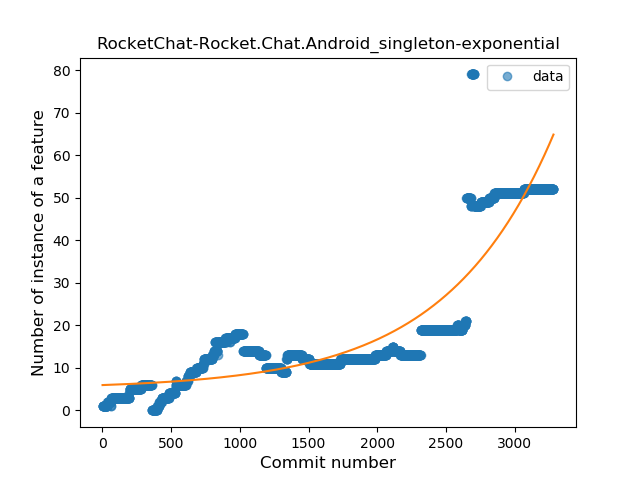 RocketChat-Rocket.Chat.Android_singleton-exponential
data
Number of instance of a feature
80
70
60
50
40
30
20
10
0
0 500 1000 1500 2000 2500 3000
Commit number